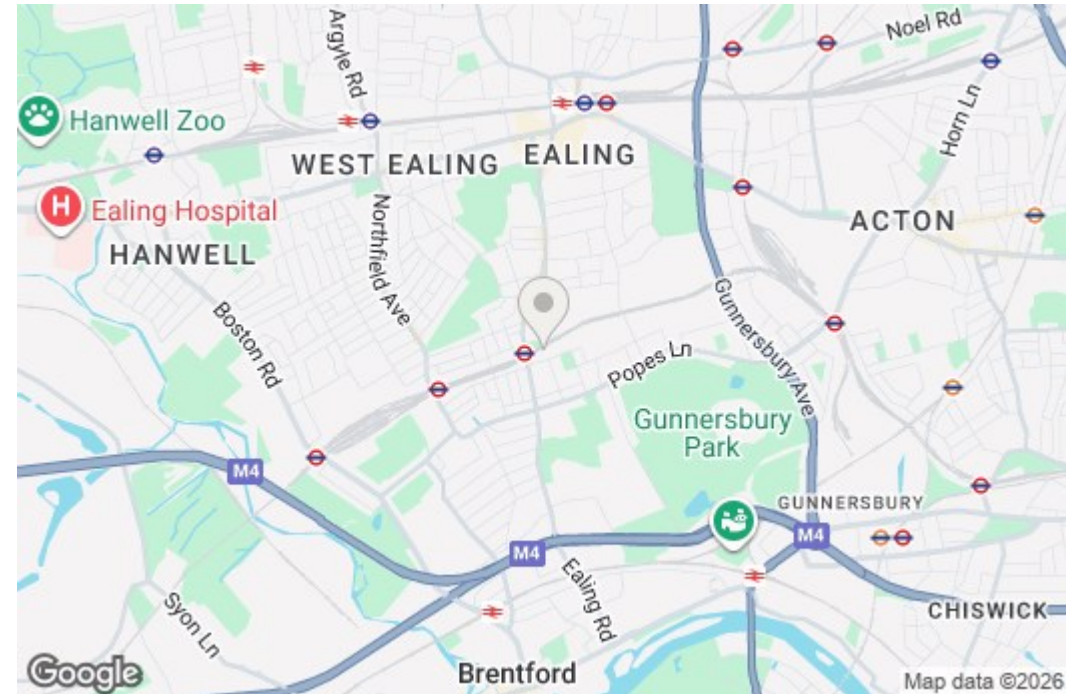 Noel Rd
Argyle Rd
Horn Ln
Hanwell Zoo
WEST EALING
EALING
H
Ealing Hospital
ACTON
HANWELL
Northfield Ave
Boston Rd
Gunnersbury Ave
Popes Ln
Gunnersbury
Park
M4
GUNNERSBURY
M4
M4
Ealing Rd
Syon Ln
CHISWICK
Brentford
Google
Map data ©2026